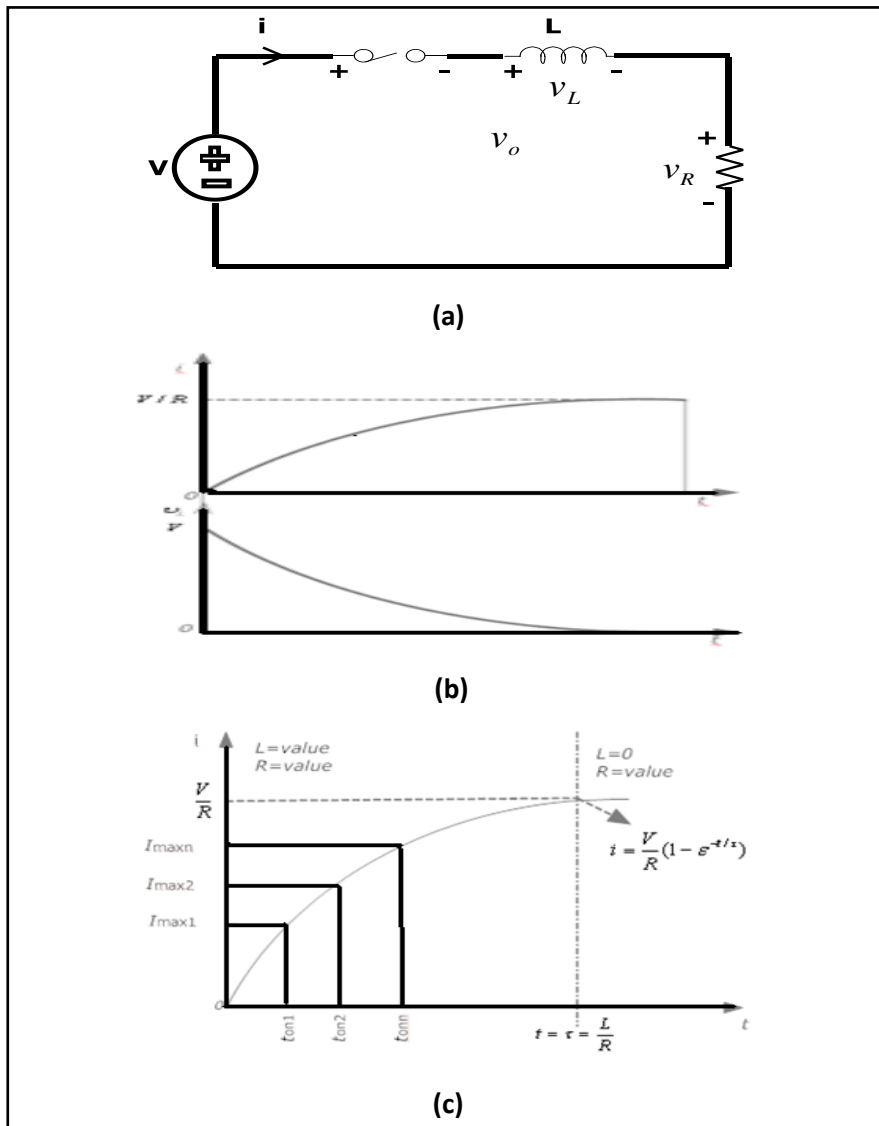 i
L
+ - + -
v_L
v_o
+
V
v_R
-
(a)
i
V / R
0
t
V
0
t
(b)
i
L=value
R=value
L=0
R=value
V/R
i = V/R (1 - ε^{-t/τ})
Imaxn
Imax2
Imax1
0
ton1
ton2
tonn
t = τ = L/R
t
(c)